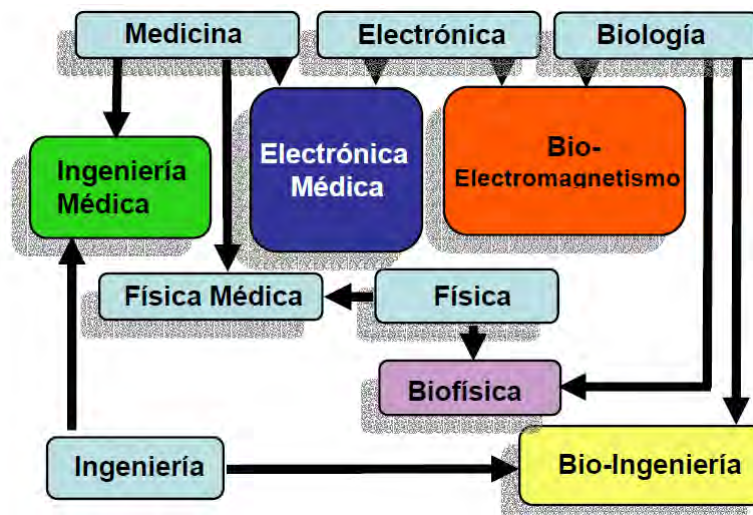 Medicina
Electrónica
Biología
Ingeniería
Médica
Electrónica
Médica
Bio-
Electromagnetismo
Física Médica
Física
Biofísica
Ingeniería
Bio-Ingeniería